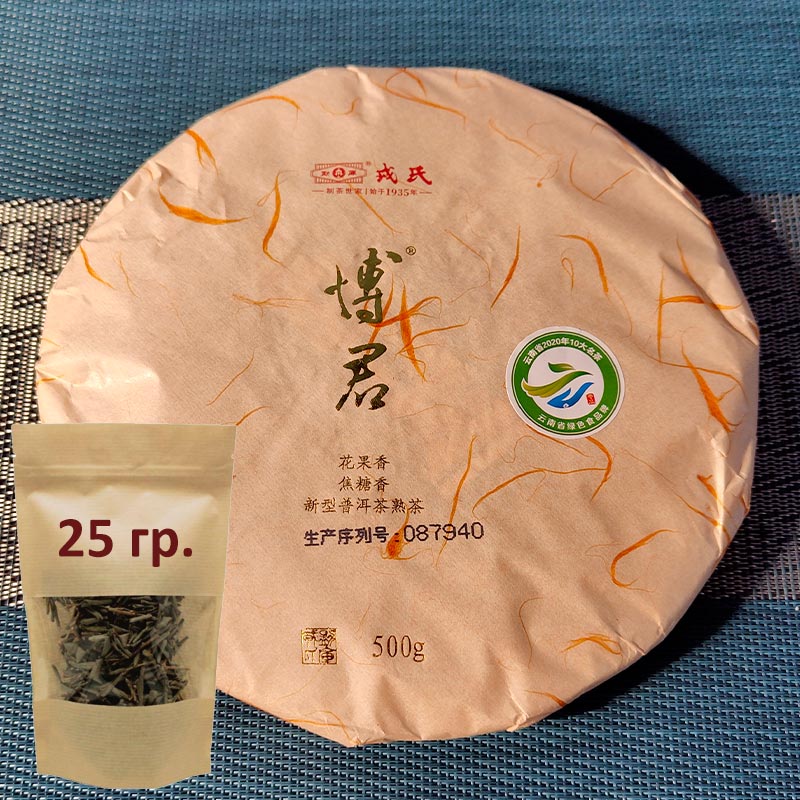 戎氏®
制茶世家 始于1935年
博君®
云南省2020年10大名茶
云南省绿色食品牌
花果香
焦糖香
新型普洱茶熟茶
生产序列号:087940
500g
25 гр.